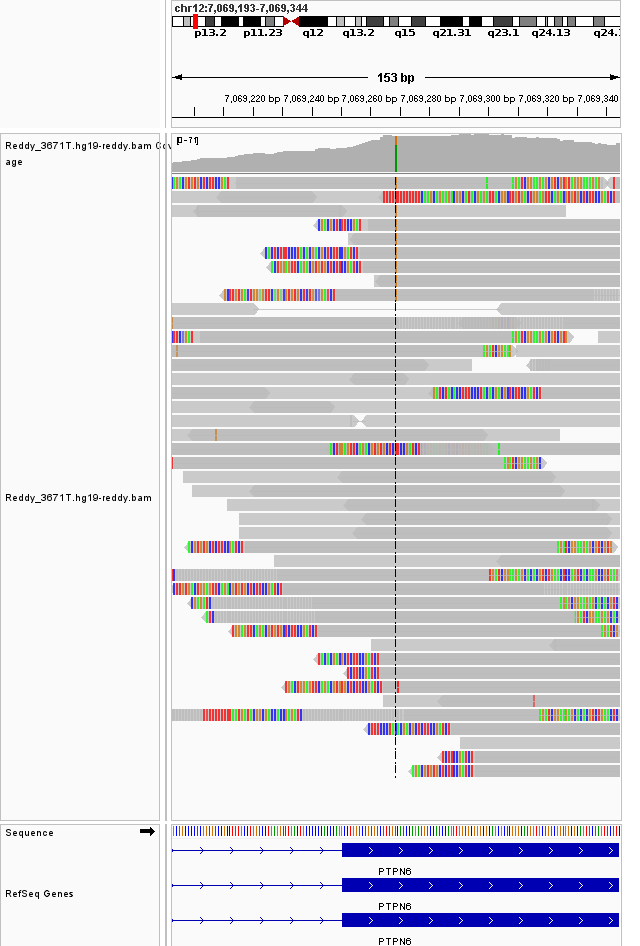 chr12:7,069,193-7,069,344
p13.2 p11.23 q12 q13.2 q15 q21.31 q23.1 q24.13 q24.
153 bp
7,069,220 bp 7,069,240 bp 7,069,260 bp 7,069,280 bp 7,069,300 bp 7,069,320 bp 7,069,340
Reddy_3671T.hg19-reddy.bam Cov
age
[0-71]
Reddy_3671T.hg19-reddy.bam
Sequence
PTPN6
RefSeq Genes
PTPN6
PTPN6